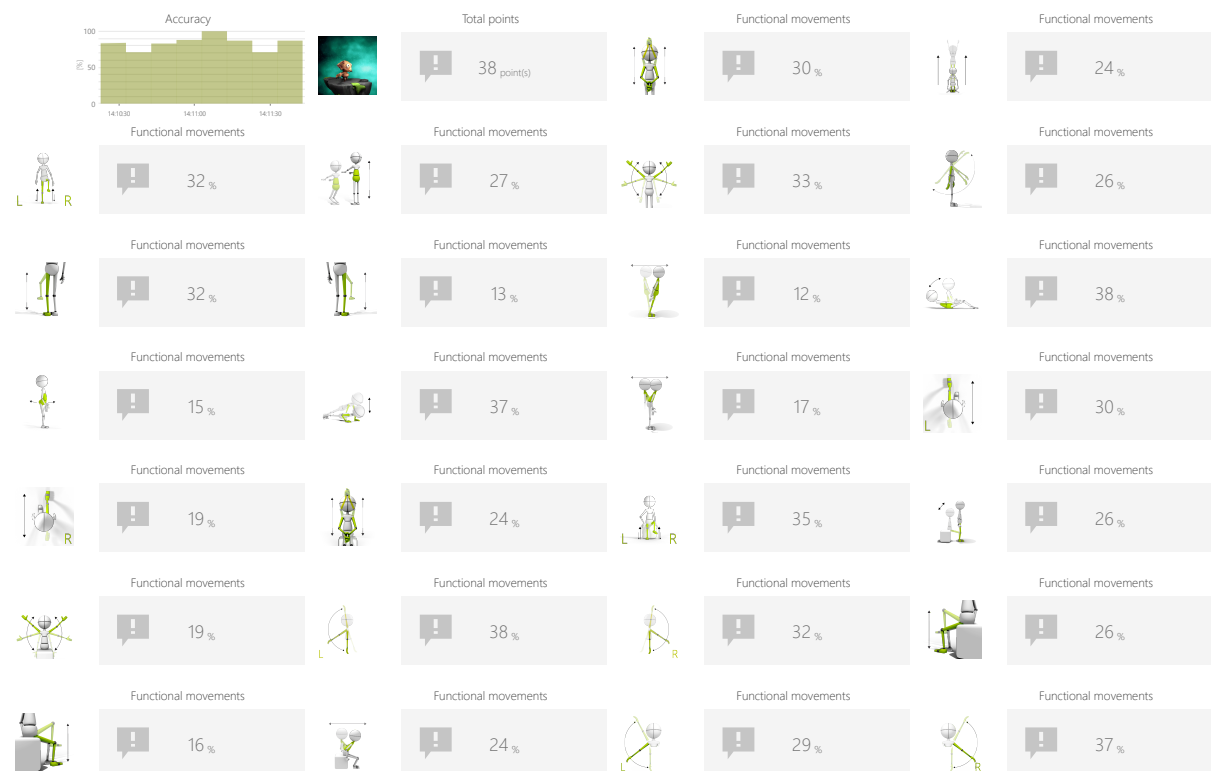 Accuracy
Total points
Functional movements
Functional movements
100
[%]
50
0
14:10:30
14:11:00
14:11:30
38 point(s)
30 %
24 %
Functional movements
Functional movements
Functional movements
Functional movements
L
R
32 %
27 %
33 %
17 %
Functional movements
Functional movements
Functional movements
Functional movements
32 %
13 %
12 %
38 %
Functional movements
Functional movements
Functional movements
Functional movements
15 %
37 %
17 %
L
30 %
Functional movements
Functional movements
Functional movements
Functional movements
R
19 %
24 %
L
R
35 %
26 %
Functional movements
Functional movements
Functional movements
Functional movements
19 %
L
38 %
R
32 %
32 %
Functional movements
Functional movements
Functional movements
Functional movements
16 %
24 %
L
29 %
R
37 %